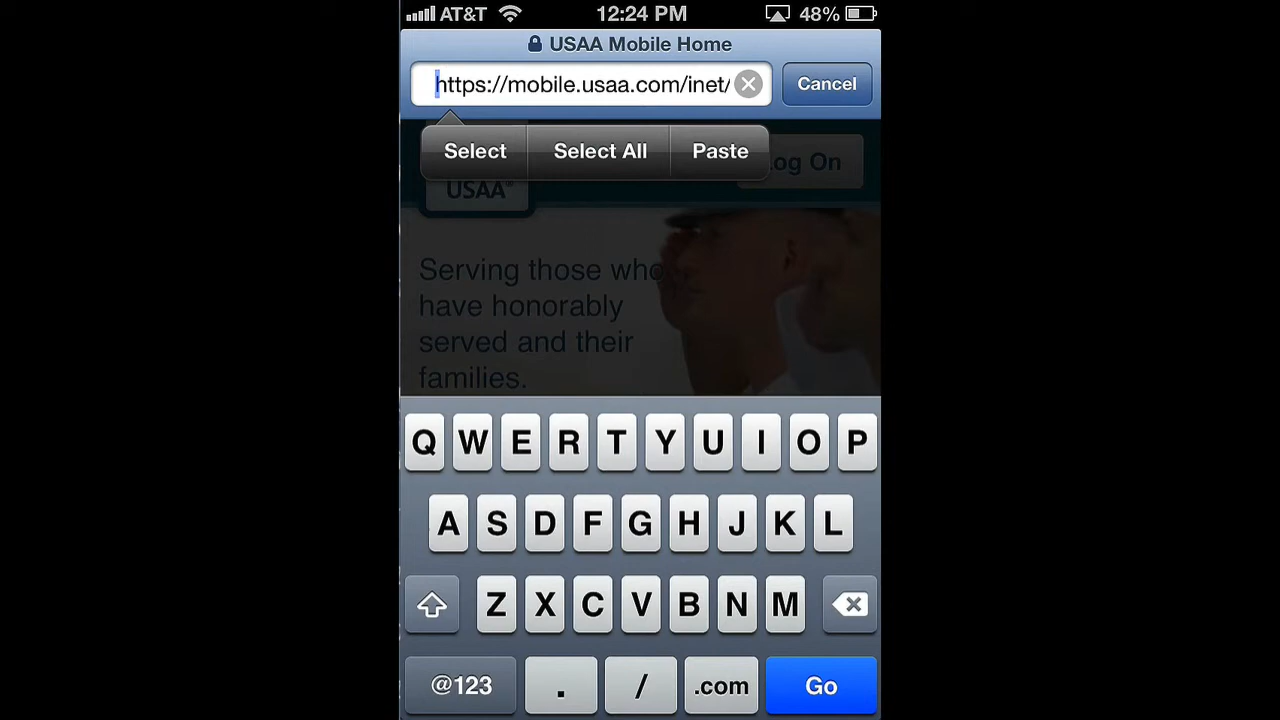 AT&T 12:24 PM 48%
USAA Mobile Home
https://mobile.usaa.com/inet/ Cancel
Select Select All Paste
Log On
USAA®
Serving those who
have honorably
served and their
families.
Q W E R T Y U I O P
A S D F G H J K L
Z X C V B N M
@123 . / .com Go